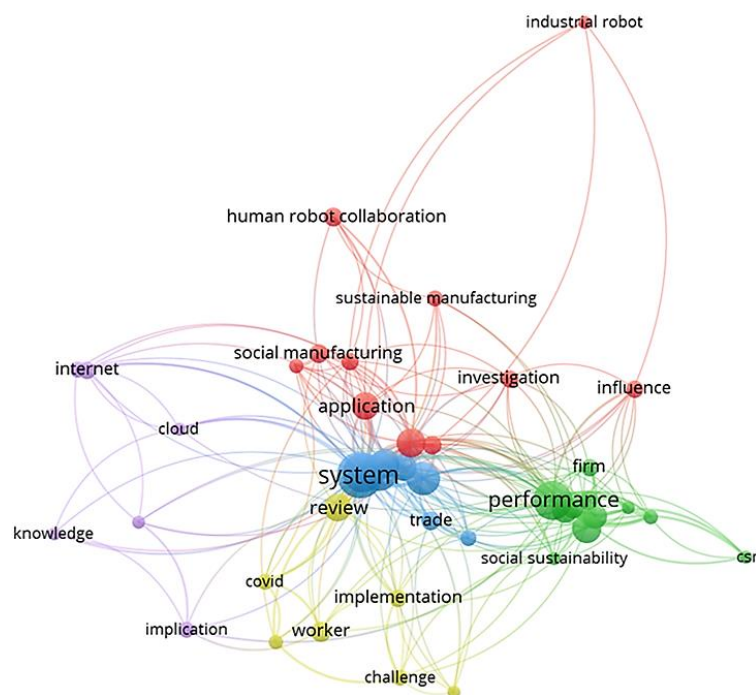 industrial robot
human robot collaboration
sustainable manufacturing
social manufacturing
internet
investigation
influence
application
cloud
firm
system
performance
review
trade
knowledge
social sustainability
csr
covid
implementation
implication
worker
challenge